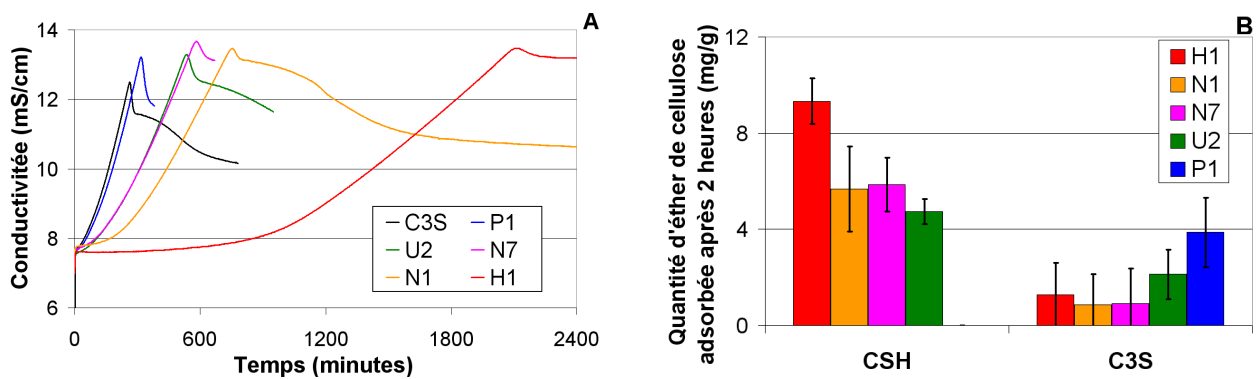 A
Conductivitée (mS/cm)
14
12
10
8
6
C3S
P1
U2
N7
N1
H1
0
600
1200
1800
2400
Temps (minutes)
B
Quantité d'éther de cellulose
adsorbée après 2 heures (mg/g)
12
8
4
0
H1
N1
N7
U2
P1
CSH
C3S